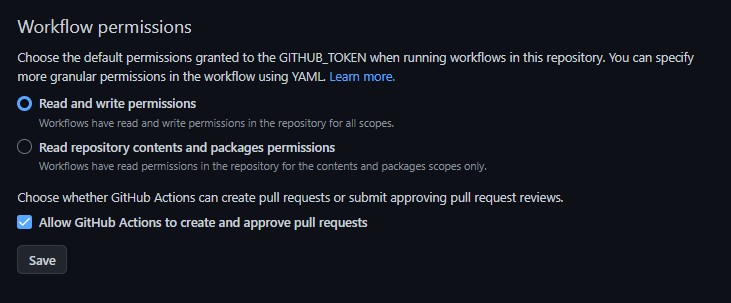 Workflow permissions
Choose the default permissions granted to the GITHUB_TOKEN when running workflows in this repository. You can specify
more granular permissions in the workflow using YAML. Learn more.
Read and write permissions
Workflows have read and write permissions in the repository for all scopes.
Read repository contents and packages permissions
Workflows have read permissions in the repository for the contents and packages scopes only.
Choose whether GitHub Actions can create pull requests or submit approving pull request reviews.
Allow GitHub Actions to create and approve pull requests
Save